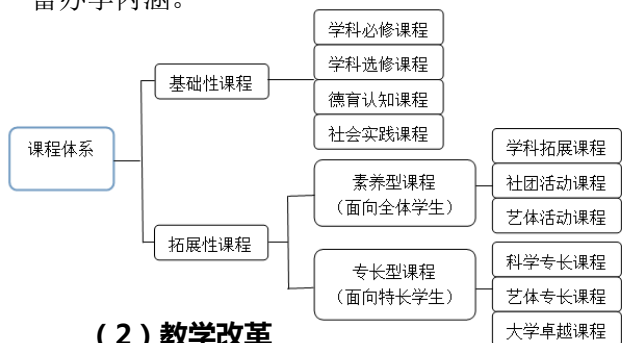 富办学内涵。
学科必修课程
学科选修课程
德育认知课程
社会实践课程
基础性课程
课程体系
拓展性课程
素养型课程
（面向全体学生）
学科拓展课程
社团活动课程
艺体活动课程
专长型课程
（面向特长学生）
科学专长课程
艺体专长课程
大学卓越课程
（2）教学改革